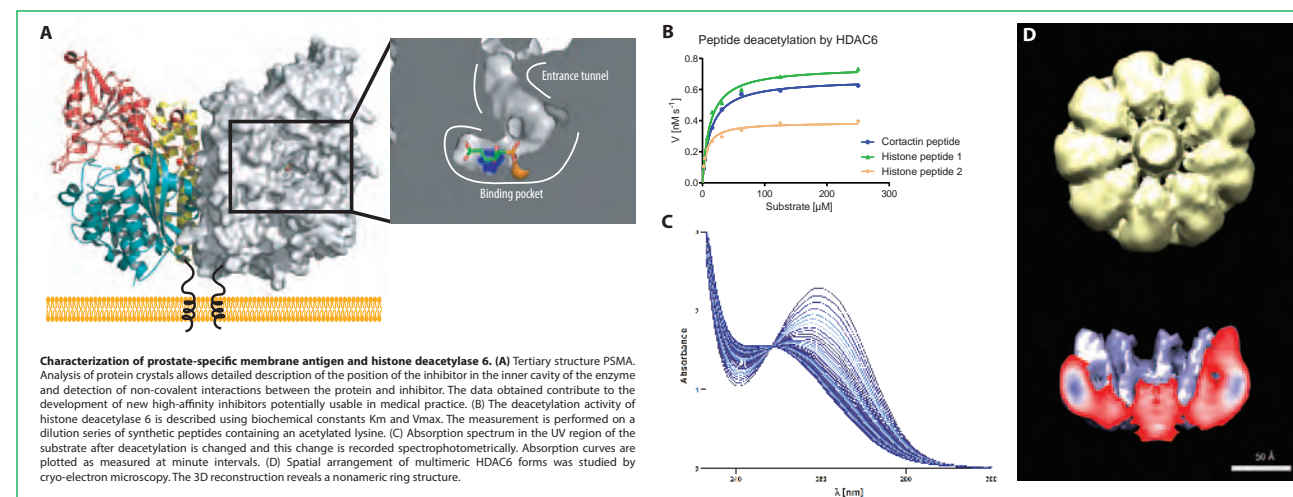 A
Entrance tunnel
Binding pocket
Characterization of prostate-specific membrane antigen and histone deacetylase 6. (A) Tertiary structure PSMA.
Analysis of protein crystals allows detailed description of the position of the inhibitor in the inner cavity of the enzyme
and detection of non-covalent interactions between the protein and inhibitor. The data obtained contribute to the
development of new high-affinity inhibitors potentially usable in medical practice. (B) The deacetylation activity of
histone deacetylase 6 is described using biochemical constants Km and Vmax. The measurement is performed on a
dilution series of synthetic peptides containing an acetylated lysine. (C) Absorption spectrum in the UV region of the
substrate after deacetylation is changed and this change is recorded spectrophotometrically. Absorption curves are
plotted as measured at minute intervals. (D) Spatial arrangement of multimeric HDAC6 forms was studied by
cryo-electron microscopy. The 3D reconstruction reveals a nonameric ring structure.
B
Peptide deacetylation by HDAC6
0.8
0.6
0.4
0.2
0.0
V [nM s-1]
0
100
200
300
Substrate [µM]
Cortactin peptide
Histone peptide 1
Histone peptide 2
C
Absorbance
2
1
240
λ [nm]
D
50 Å